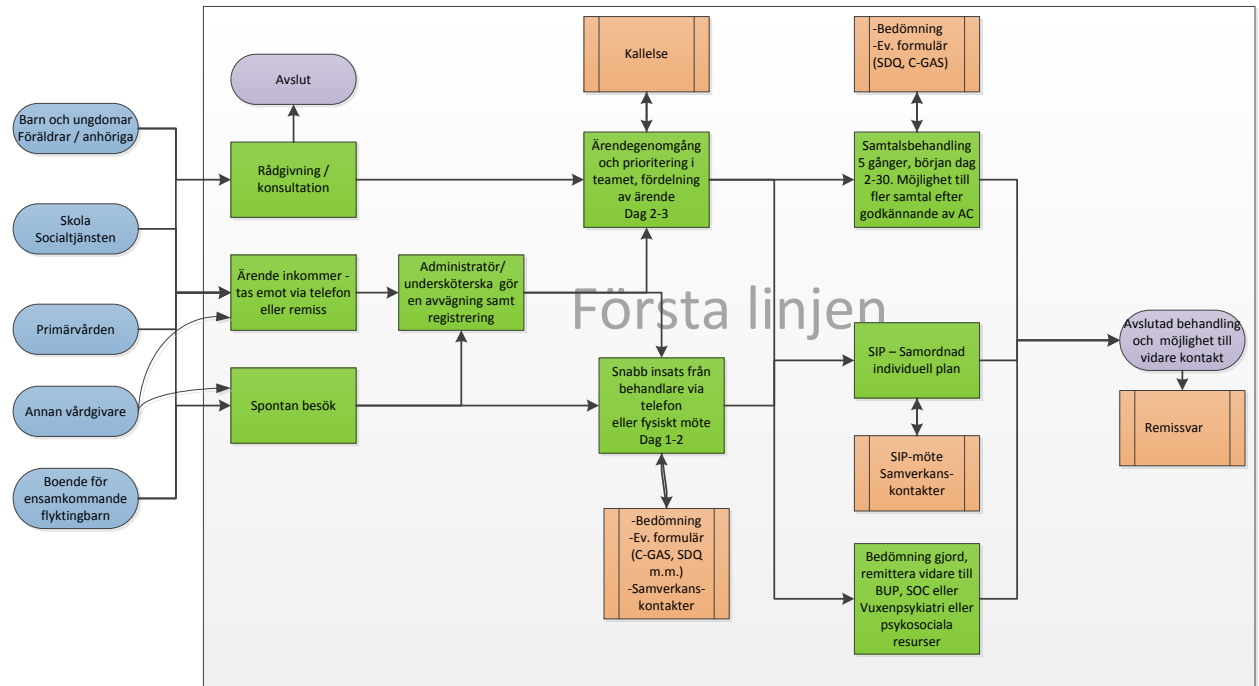 Barn och ungdomar
Föräldrar / anhöriga
Skola
Socialtjänsten
Primärvården
Annan vårdgivare
Boende för
ensamkommande
flyktingbarn
Avslut
Rådgivning /
konsultation
Ärende inkommer -
tas emot via telefon
eller remiss
Spontan besök
Administratör/
undersköterska gör
en avvägning samt
registrering
Kallelse
Ärendegenomgång
och prioritering i
teamet, fördelning
av ärende
Dag 2-3
Första linjen
Snabb insats från
behandlare via
telefon
eller fysiskt möte
Dag 1-2
-Bedömning
-Ev. formulär
(C-GAS, SDQ
m.m.)
-Samverkans-
kontakter
-Bedömning
-Ev. formulär
(SDQ, C-GAS)
Samtalsbehandling
5 gånger, början dag
2-30. Möjlighet till
fler samtal efter
godkännande av AC
SIP – Samordnad
individuell plan
SIP-möte
Samverkans-
kontakter
Bedömning gjord,
remittera vidare till
BUP, SOC eller
Vuxenpsykiatri eller
psykosociala
resurser
Avslutad behandling
och möjlighet till
vidare kontakt
Remissvar